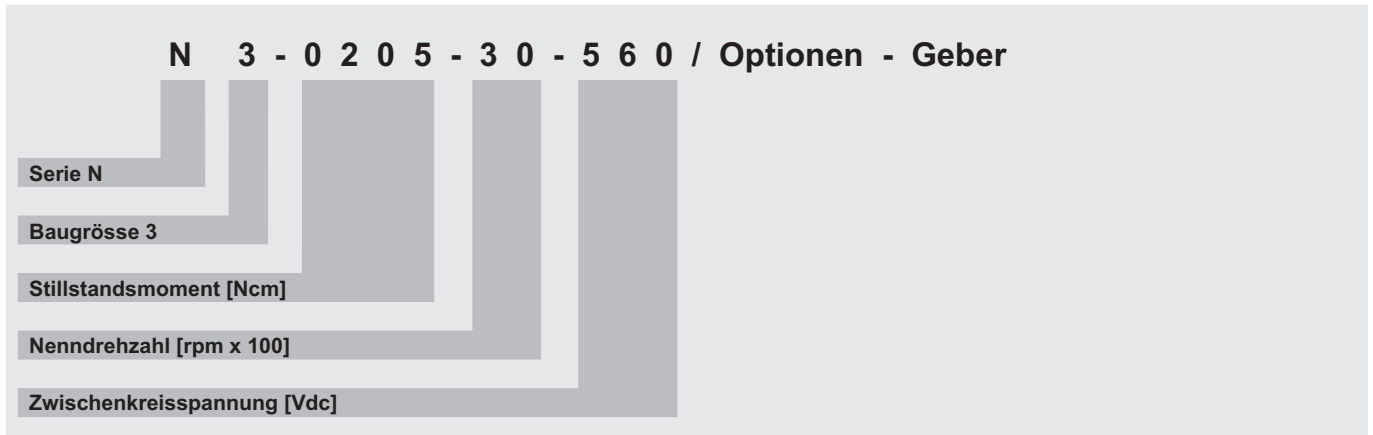 N 3 - 0 2 0 5 - 3 0 - 5 6 0 / Optionen - Geber
Serie N
Baugrösse 3
Stillstandsmoment [Ncm]
Nenndrehzahl [rpm x 100]
Zwischenkreisspannung [Vdc]